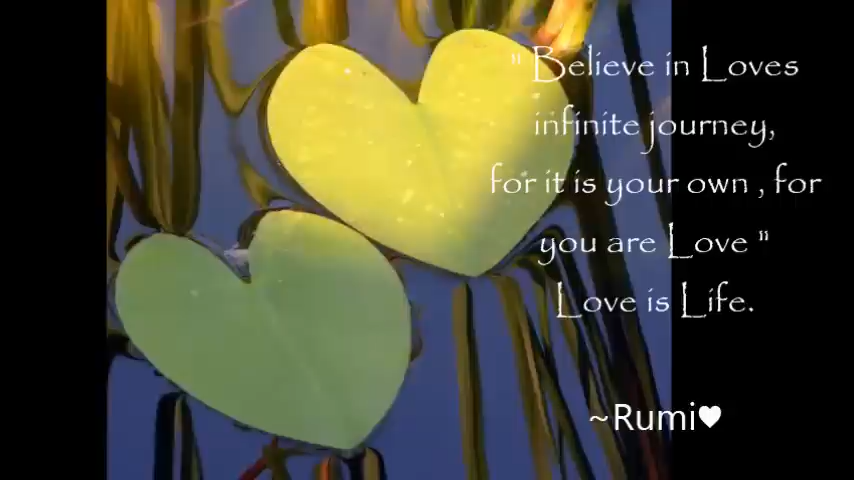 " Believe in Loves
infinite journey,
for it is your own , for
you are Love "
Love is Life.
~Rumi♥